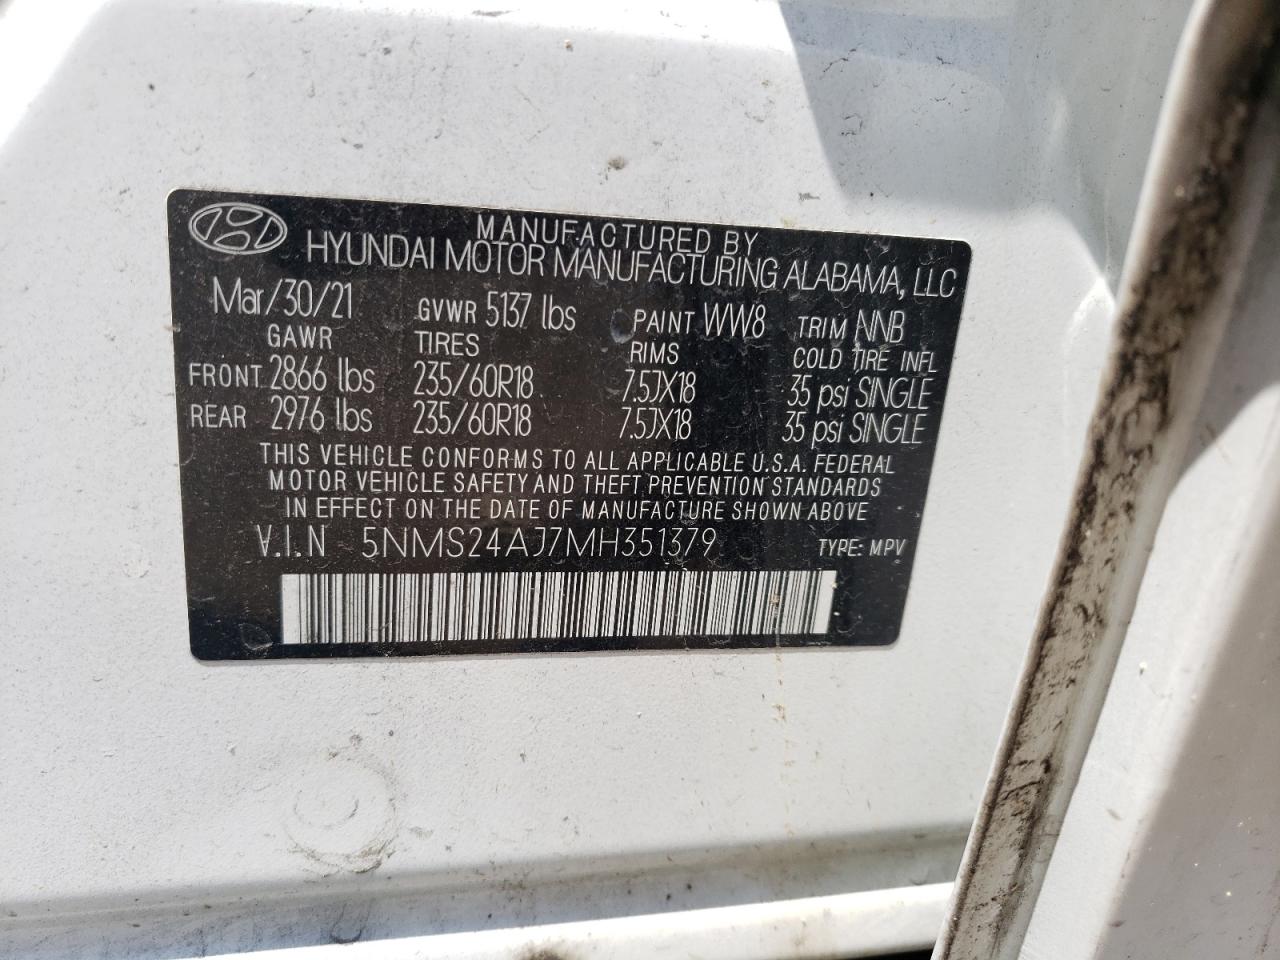 MANUFACTURED BY
HYUNDAI MOTOR MANUFACTURING ALABAMA, LLC
Mar/30/21 GVWR 5137 lbs PAINT WW8 TRIM NNB
GAWR TIRES RIMS COLD TIRE INFL
FRONT 2866 lbs 235/60R18 7.5JX18 35 psi SINGLE
REAR 2976 lbs 235/60R18 7.5JX18 35 psi SINGLE
THIS VEHICLE CONFORMS TO ALL APPLICABLE U.S.A. FEDERAL
MOTOR VEHICLE SAFETY AND THEFT PREVENTION STANDARDS
IN EFFECT ON THE DATE OF MANUFACTURE SHOWN ABOVE
V.I.N 5NMS24AJ7MH351379 TYPE: MPV